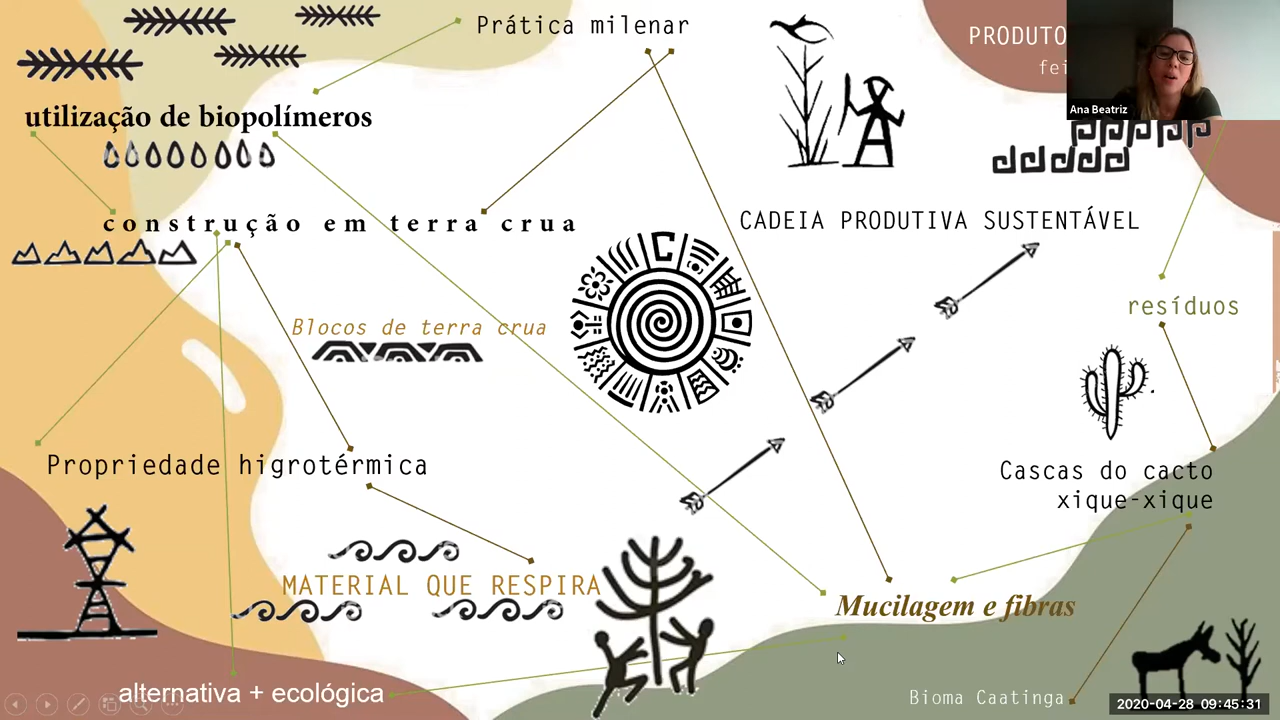 Prática milenar
PRODUTO
fei
Ana Beatriz
utilização de biopolímeros
construção em terra crua
CADEIA PRODUTIVA SUSTENTÁVEL
Blocos de terra crua
resíduos
Propriedade higrotérmica
Cascas do cacto
xique-xique
MATERIAL QUE RESPIRA
Mucilagem e fibras
alternativa + ecológica
Bioma Caatinga
2020-04-28 09:45:31